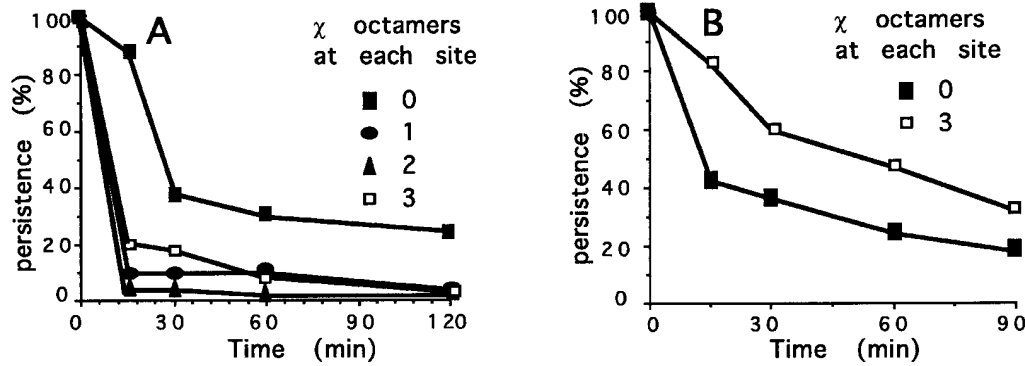 A
χ octamers
at each site
0
1
2
3
persistence (%)
100
80
60
40
20
0
0 30 60 90 120
Time (min)
B
χ octamers
at each site
0
3
persistence (%)
100
80
60
40
20
0
0 30 60 90
Time (min)